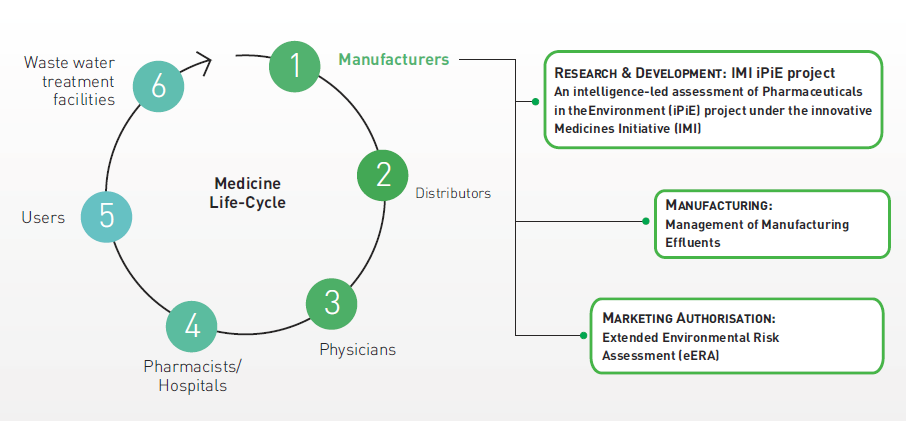 1
Manufacturers
2
Distributors
3
Physicians
4
Pharmacists/
Hospitals
5
Users
6
Waste water
treatment
facilities
Medicine
Life-Cycle
RESEARCH & DEVELOPMENT: IMI iPiE project
An intelligence-led assessment of Pharmaceuticals
in theEnvironment (iPiE) project under the innovative
Medicines Initiative (IMI)
MANUFACTURING:
Management of Manufacturing
Effluents
MARKETING AUTHORISATION:
Extended Environmental Risk
Assessment (eERA)